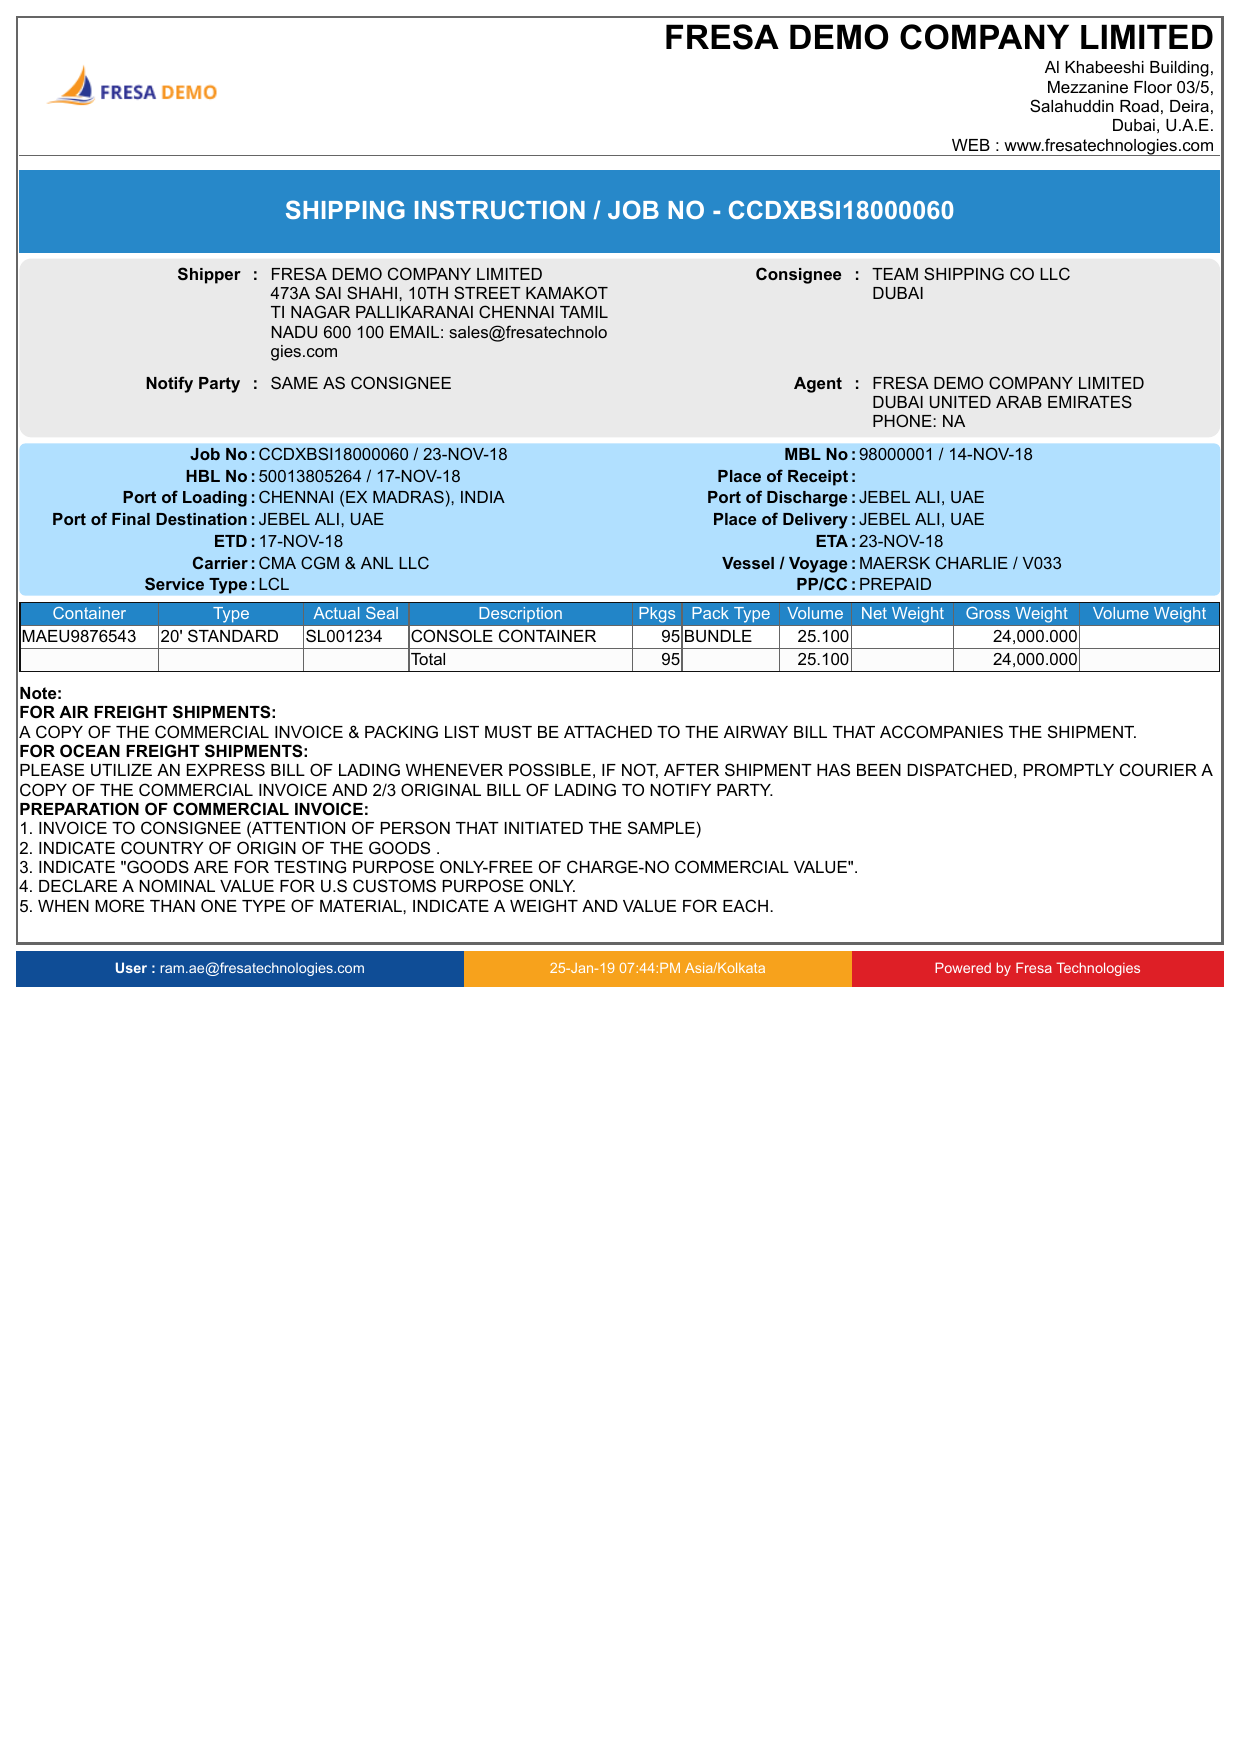 FRESA DEMO COMPANY LIMITED
FRESA DEMO
Al Khabeeshi Building,
Mezzanine Floor 03/5,
Salahuddin Road, Deira,
Dubai, U.A.E.
WEB : www.fresatechnologies.com
SHIPPING INSTRUCTION / JOB NO - CCDXBSI18000060
Shipper : FRESA DEMO COMPANY LIMITED
473A SAI SHAHI, 10TH STREET KAMAKOT
TI NAGAR PALLIKARANAI CHENNAI TAMIL
NADU 600 100 EMAIL: sales@fresatechnolo
gies.com
Consignee : TEAM SHIPPING CO LLC
DUBAI
Notify Party : SAME AS CONSIGNEE
Agent : FRESA DEMO COMPANY LIMITED
DUBAI UNITED ARAB EMIRATES
PHONE: NA
Job No : CCDXBSI18000060 / 23-NOV-18 MBL No : 98000001 / 14-NOV-18
HBL No : 50013805264 / 17-NOV-18 Place of Receipt :
Port of Loading : CHENNAI (EX MADRAS), INDIA Port of Discharge : JEBEL ALI, UAE
Port of Final Destination : JEBEL ALI, UAE Place of Delivery : JEBEL ALI, UAE
ETD : 17-NOV-18 ETA : 23-NOV-18
Carrier : CMA CGM & ANL LLC Vessel / Voyage : MAERSK CHARLIE / V033
Service Type : LCL PP/CC : PREPAID
Container Type Actual Seal Description Pkgs Pack Type Volume Net Weight Gross Weight Volume Weight
MAEU9876543 20' STANDARD SL001234 CONSOLE CONTAINER 95 BUNDLE 25.100 24,000.000
Total 95 25.100 24,000.000
Note:
FOR AIR FREIGHT SHIPMENTS:
A COPY OF THE COMMERCIAL INVOICE & PACKING LIST MUST BE ATTACHED TO THE AIRWAY BILL THAT ACCOMPANIES THE SHIPMENT.
FOR OCEAN FREIGHT SHIPMENTS:
PLEASE UTILIZE AN EXPRESS BILL OF LADING WHENEVER POSSIBLE, IF NOT, AFTER SHIPMENT HAS BEEN DISPATCHED, PROMPTLY COURIER A
COPY OF THE COMMERCIAL INVOICE AND 2/3 ORIGINAL BILL OF LADING TO NOTIFY PARTY.
PREPARATION OF COMMERCIAL INVOICE:
1. INVOICE TO CONSIGNEE (ATTENTION OF PERSON THAT INITIATED THE SAMPLE)
2. INDICATE COUNTRY OF ORIGIN OF THE GOODS .
3. INDICATE "GOODS ARE FOR TESTING PURPOSE ONLY-FREE OF CHARGE-NO COMMERCIAL VALUE".
4. DECLARE A NOMINAL VALUE FOR U.S CUSTOMS PURPOSE ONLY.
5. WHEN MORE THAN ONE TYPE OF MATERIAL, INDICATE A WEIGHT AND VALUE FOR EACH.
User : ram.ae@fresatechnologies.com 25-Jan-19 07:44:PM Asia/Kolkata Powered by Fresa Technologies